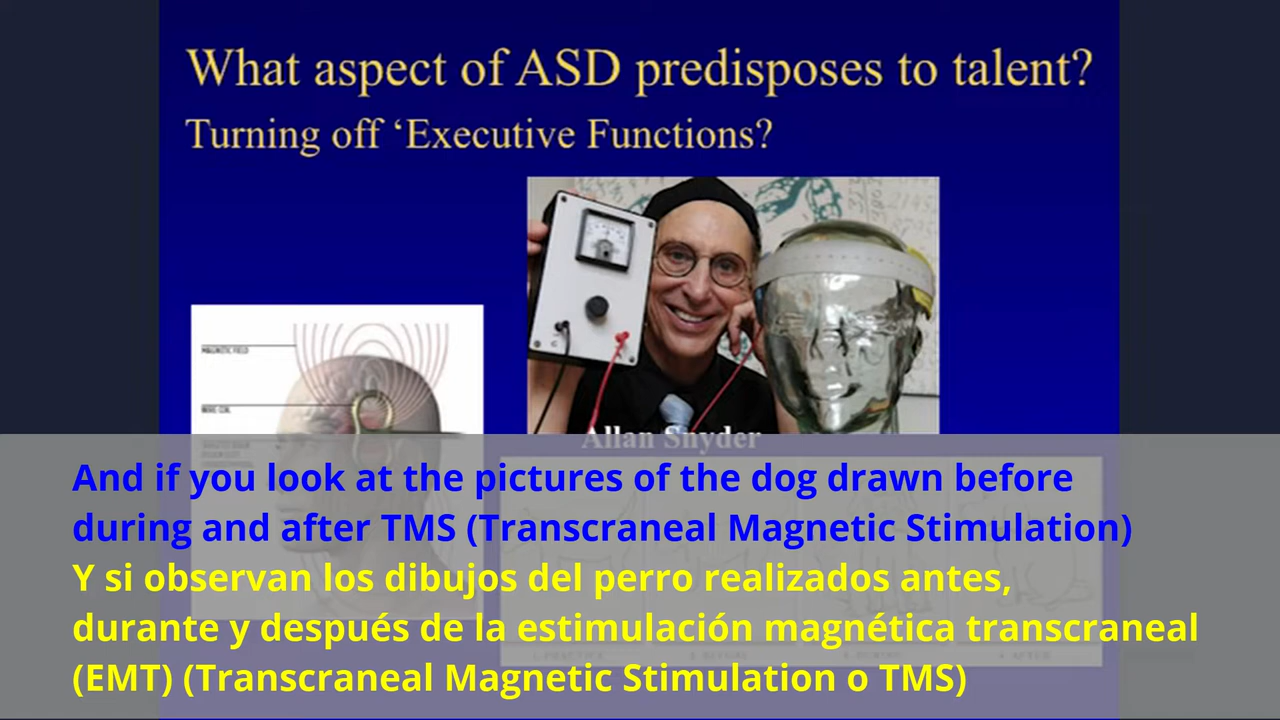 What aspect of ASD predisposes to talent?
Turning off ‘Executive Functions?
MAGNETIC FIELD
Allan Snyder
And if you look at the pictures of the dog drawn before
during and after TMS (Transcraneal Magnetic Stimulation)
Y si observan los dibujos del perro realizados antes,
durante y después de la estimulación magnética transcraneal
(EMT) (Transcraneal Magnetic Stimulation o TMS)